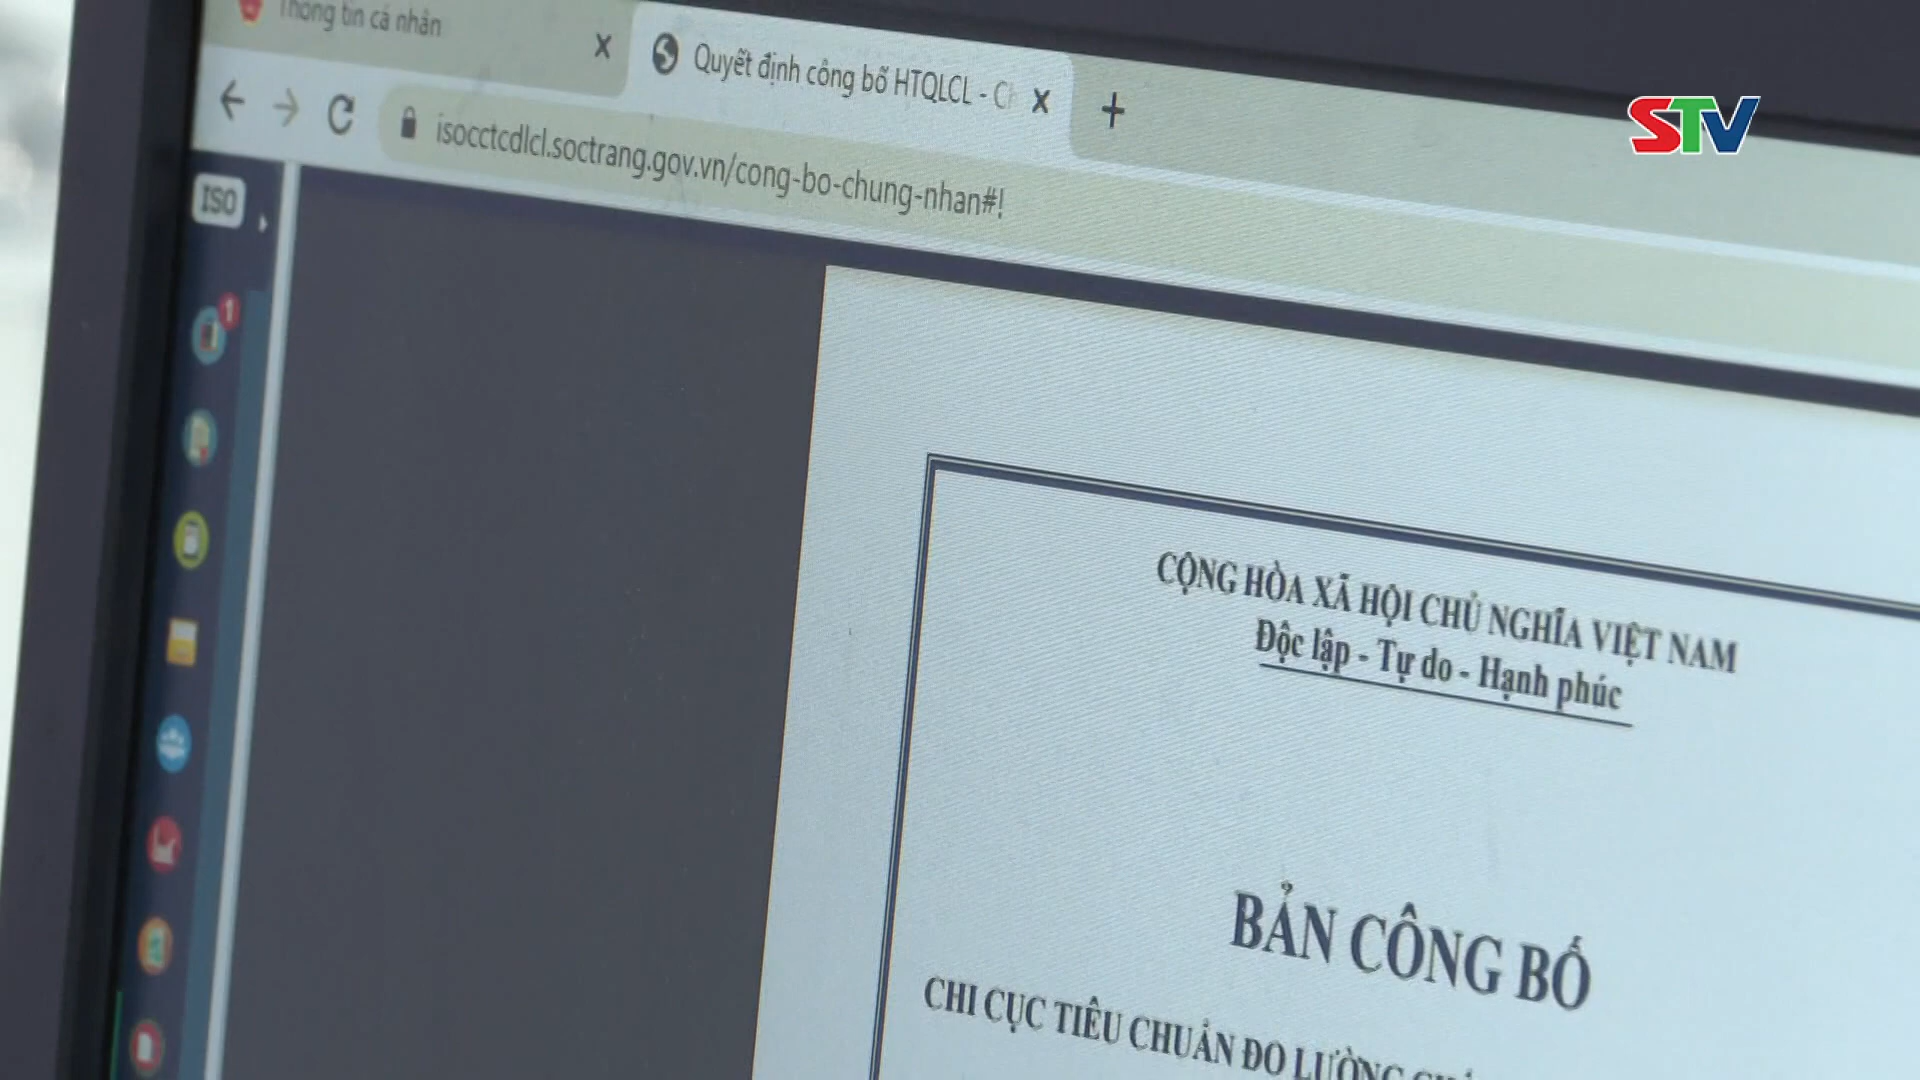 Thông tin cá nhân
Quyết định công bố HTQLCL - Ch
STV
isocctcdlcl.soctrang.gov.vn/cong-bo-chung-nhan#!
ISO
1
CỘNG HÒA XÃ HỘI CHỦ NGHĨA VIỆT NAM
Độc lập - Tự do - Hạnh phúc
BẢN CÔNG BỐ
CHI CỤC TIÊU CHUẨN ĐO LƯỜNG